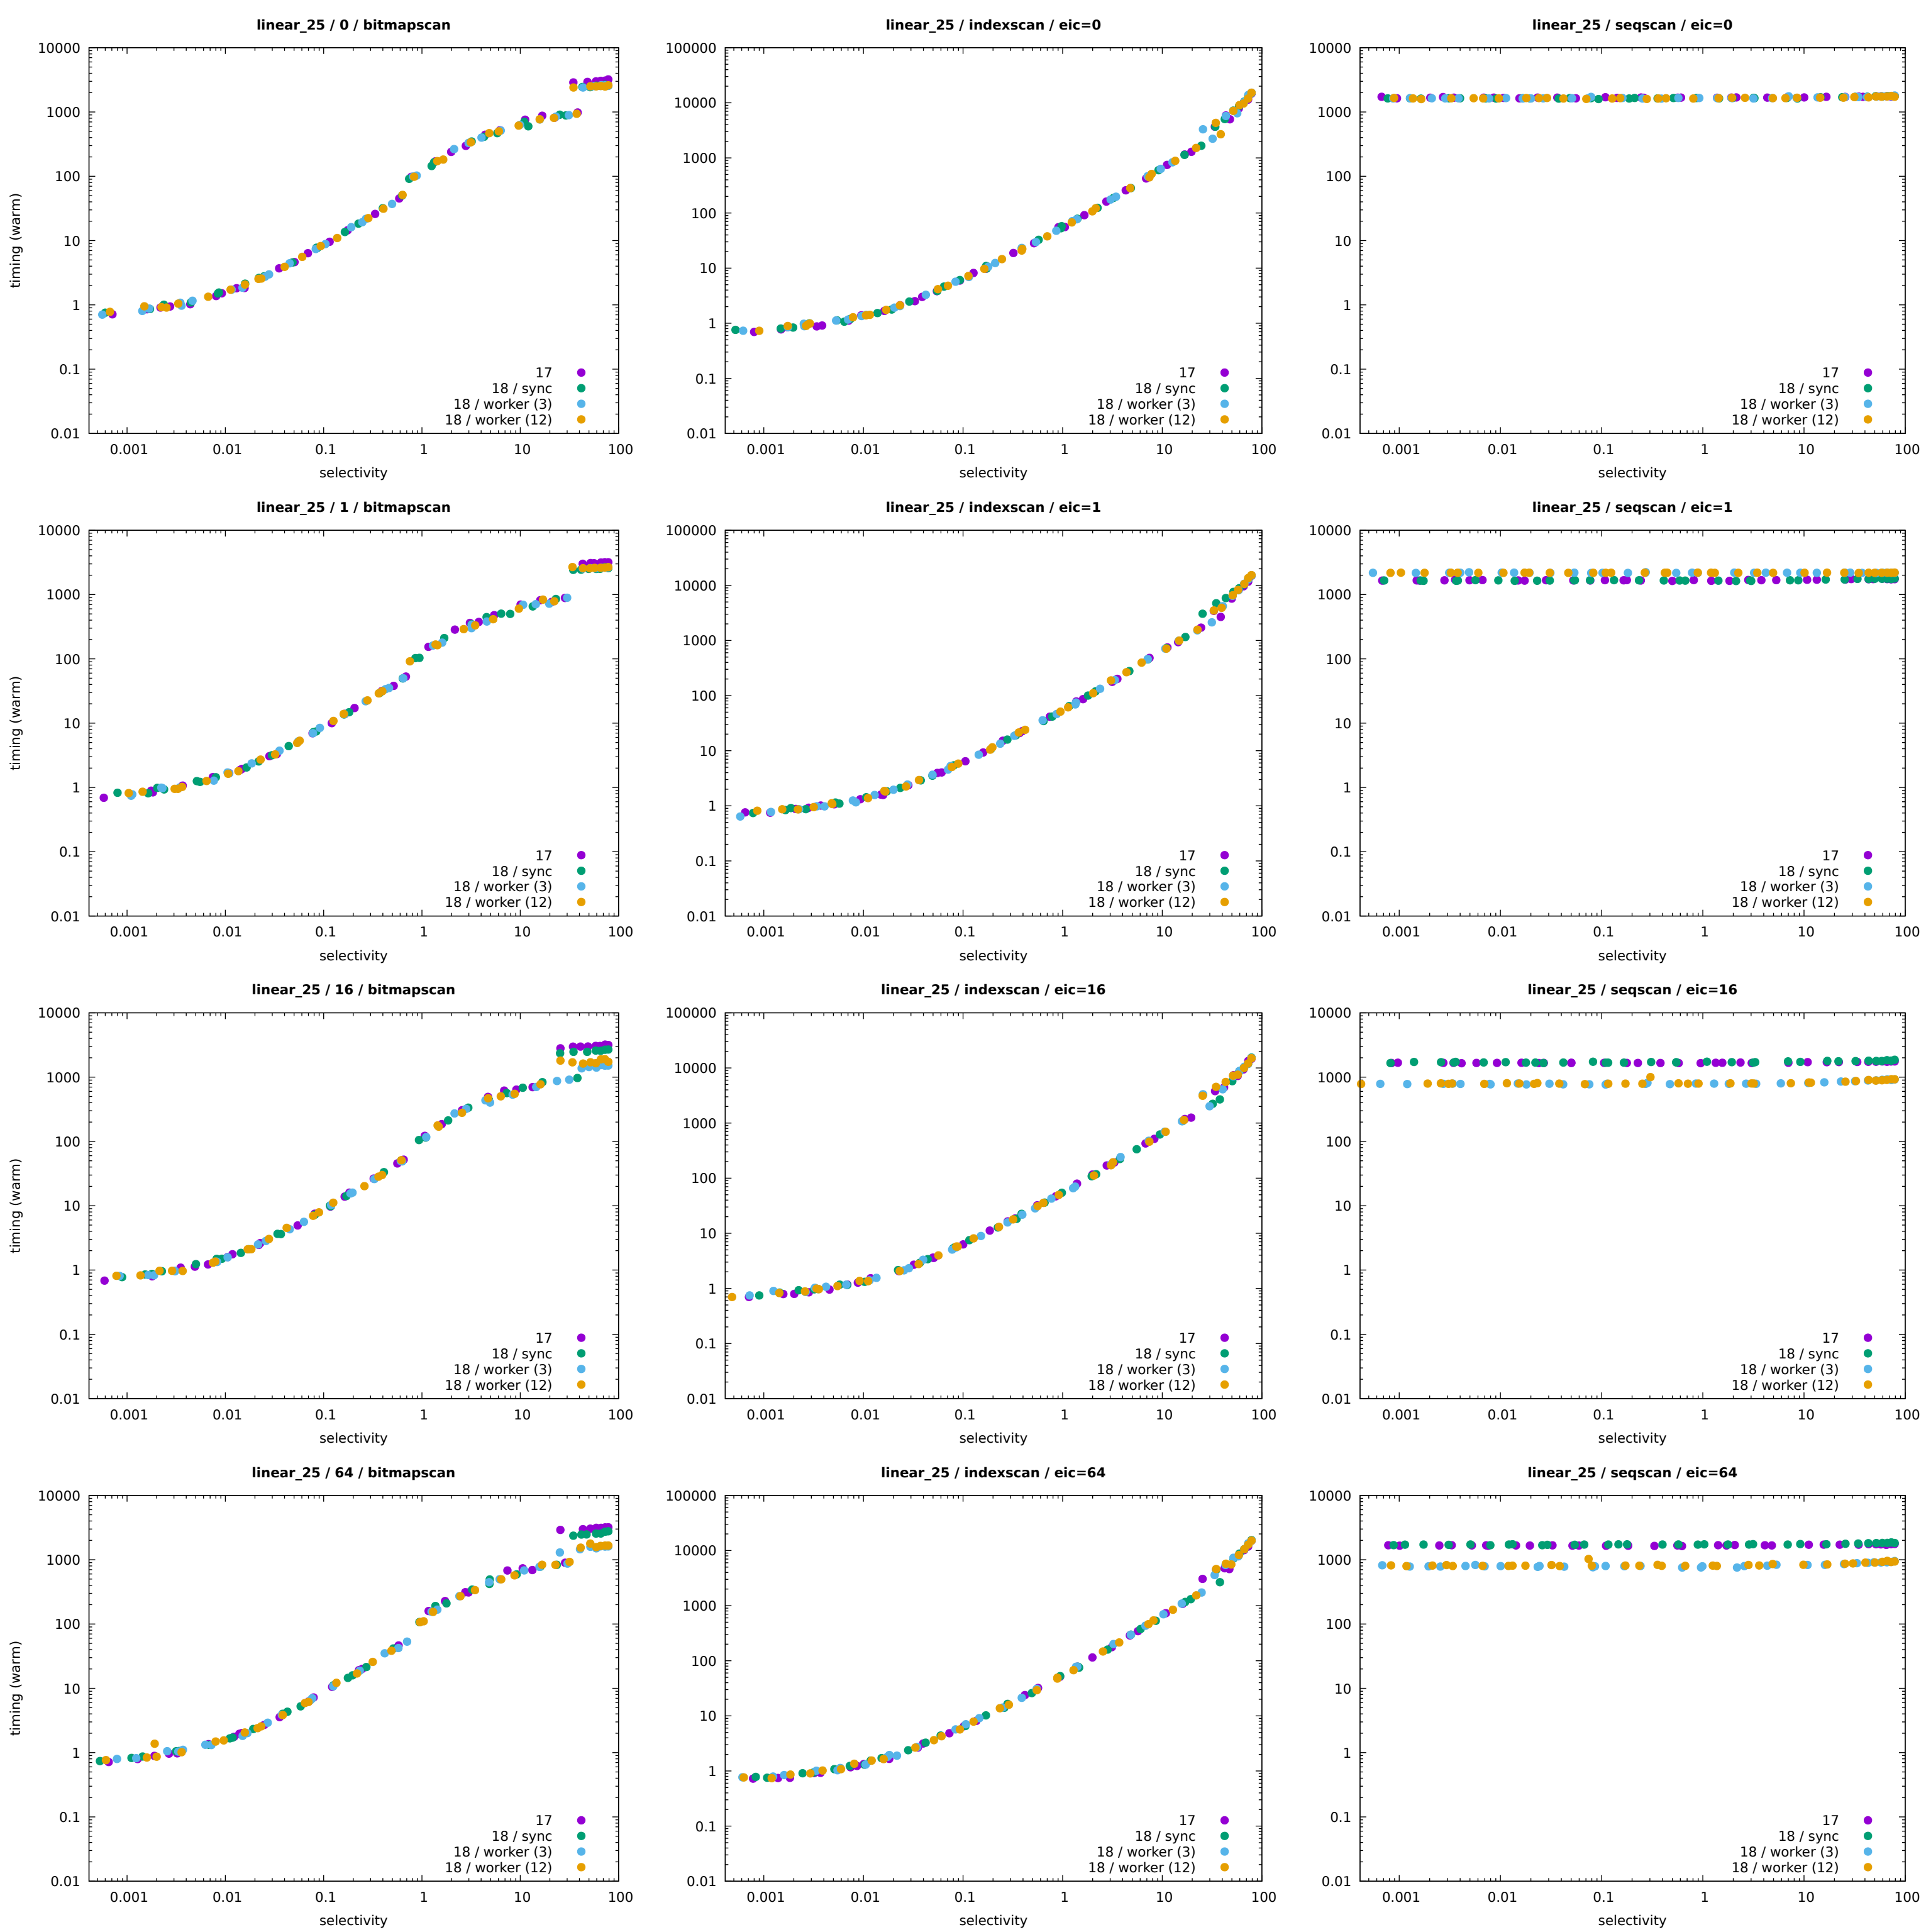 linear_25 / 0 / bitmapscan
10000
1000
100
10
1
0.1
0.01
timing (warm)
17
18 / sync
18 / worker (3)
18 / worker (12)
0.001 0.01 0.1 1 10 100
selectivity
linear_25 / indexscan / eic=0
100000
10000
1000
100
10
1
0.1
0.01
17
18 / sync
18 / worker (3)
18 / worker (12)
0.001 0.01 0.1 1 10 100
selectivity
linear_25 / seqscan / eic=0
10000
1000
100
10
1
0.1
0.01
17
18 / sync
18 / worker (3)
18 / worker (12)
0.001 0.01 0.1 1 10 100
selectivity
linear_25 / 1 / bitmapscan
10000
1000
100
10
1
0.1
0.01
timing (warm)
17
18 / sync
18 / worker (3)
18 / worker (12)
0.001 0.01 0.1 1 10 100
selectivity
linear_25 / indexscan / eic=1
100000
10000
1000
100
10
1
0.1
0.01
17
18 / sync
18 / worker (3)
18 / worker (12)
0.001 0.01 0.1 1 10 100
selectivity
linear_25 / seqscan / eic=1
10000
1000
100
10
1
0.1
0.01
17
18 / sync
18 / worker (3)
18 / worker (12)
0.001 0.01 0.1 1 10 100
selectivity
linear_25 / 16 / bitmapscan
10000
1000
100
10
1
0.1
0.01
timing (warm)
17
18 / sync
18 / worker (3)
18 / worker (12)
0.001 0.01 0.1 1 10 100
selectivity
linear_25 / indexscan / eic=16
100000
10000
1000
100
10
1
0.1
0.01
17
18 / sync
18 / worker (3)
18 / worker (12)
0.001 0.01 0.1 1 10 100
selectivity
linear_25 / seqscan / eic=16
10000
1000
100
10
1
0.1
0.01
17
18 / sync
18 / worker (3)
18 / worker (12)
0.001 0.01 0.1 1 10 100
selectivity
linear_25 / 64 / bitmapscan
10000
1000
100
10
1
0.1
0.01
timing (warm)
17
18 / sync
18 / worker (3)
18 / worker (12)
0.001 0.01 0.1 1 10 100
selectivity
linear_25 / indexscan / eic=64
100000
10000
1000
100
10
1
0.1
0.01
17
18 / sync
18 / worker (3)
18 / worker (12)
0.001 0.01 0.1 1 10 100
selectivity
linear_25 / seqscan / eic=64
10000
1000
100
10
1
0.1
0.01
17
18 / sync
18 / worker (3)
18 / worker (12)
0.001 0.01 0.1 1 10 100
selectivity